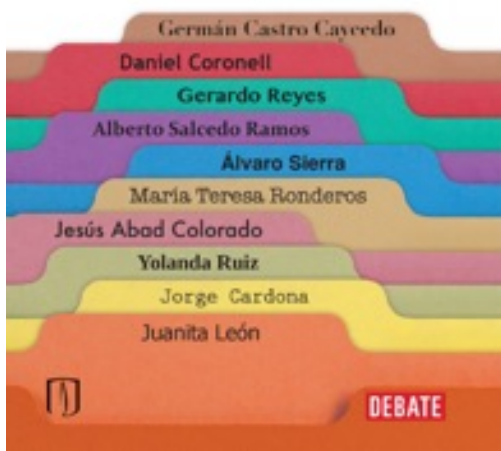 Germán Castro Caycedo
Daniel Coronell
Gerardo Reyes
Alberto Salcedo Ramos
Álvaro Sierra
María Teresa Ronderos
Jesús Abad Colorado
Yolanda Ruiz
Jorge Cardona
Juanita León
DEBATE